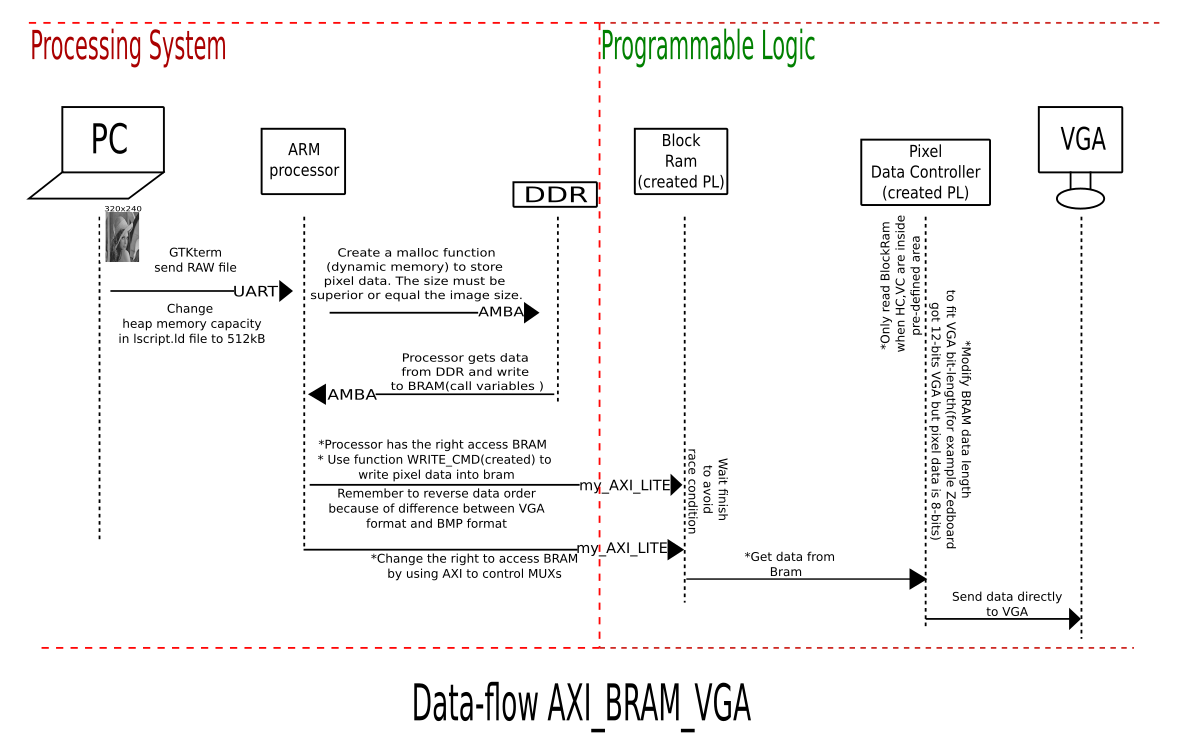 Processing System
Programmable Logic
PC
ARM
processor
DDR
Block
Ram
(created PL)
Pixel
Data Controller
(created PL)
VGA
320x240
GTKterm
send RAW file
UART
Change
heap memory capacity
in lscript.ld file to 512kB
Create a malloc function
(dynamic memory) to store
pixel data. The size must be
superior or equal the image size.
AMBA
Processor gets data
from DDR and write
to BRAM(call variables )
AMBA
*Processor has the right access BRAM
* Use function WRITE_CMD(created) to
write pixel data into bram
my_AXI_LITE
Remember to reverse data order
because of difference between VGA
format and BMP format
my_AXI_LITE
*Change the right to access BRAM
by using AXI to control MUXs
Wait finish
to avoid
race condition
*Only read BlockRam
when HC,VC are inside
pre-defined area
*Modify BRAM data length
to fit VGA bit-length(for example Zedboard
got 12-bits VGA but pixel data is 8-bits)
*Get data from
Bram
Send data directly
to VGA
Data-flow AXI_BRAM_VGA